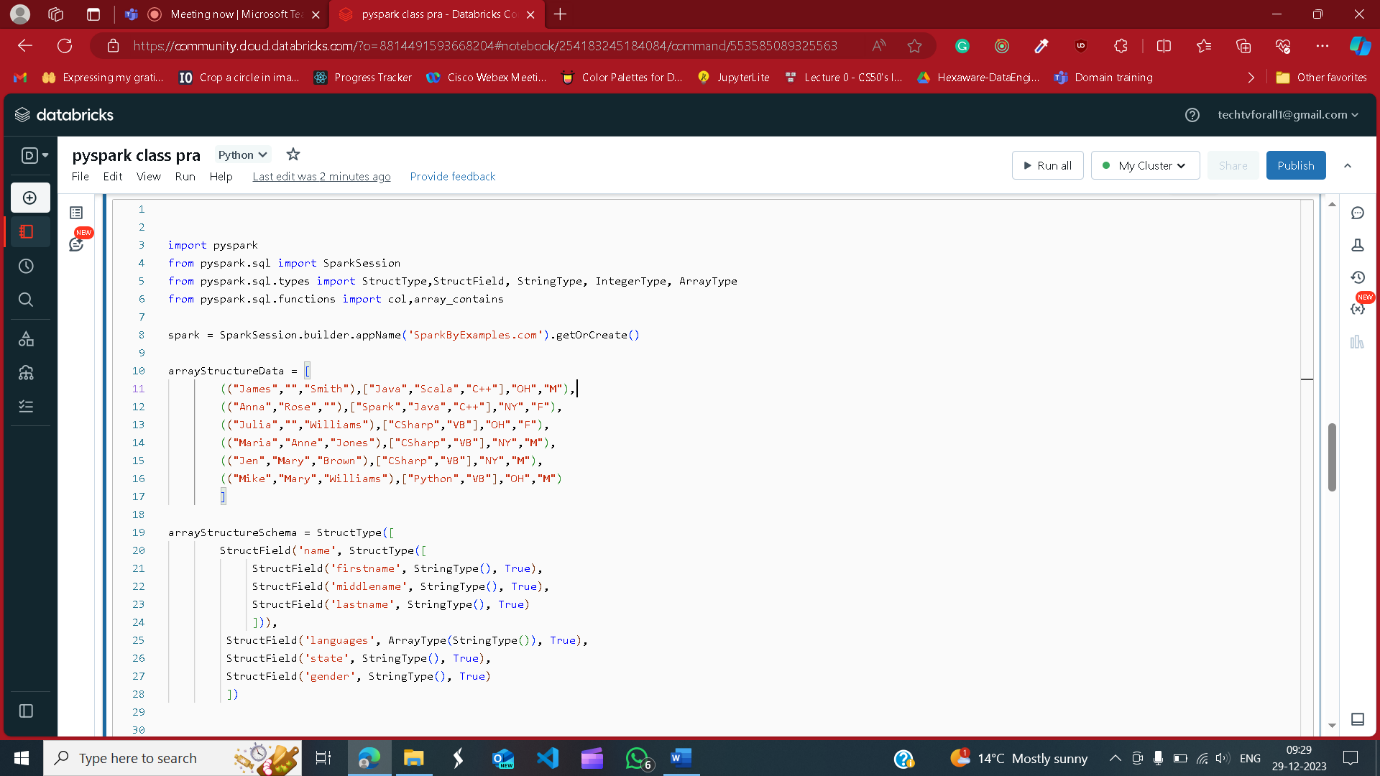 Meeting now | Microsoft Te
pyspark class pra - Databricks Co
https://community.cloud.databricks.com/?o=8814491593668204#notebook/254183245184084/command/553585089325563
Expressing my grati...
Crop a circle in ima...
Progress Tracker
Cisco Webex Meeti...
Color Palettes for D...
JupyterLite
Lecture 0 - CS50's I...
Hexaware-DataEngi...
Domain training
Other favorites
databricks
techtvforall1@gmail.com
D
pyspark class pra
Python
File Edit View Run Help
Last edit was 2 minutes ago
Provide feedback
Run all
My Cluster
Share
Publish
NEW
NEW
1
2
3 import pyspark
4 from pyspark.sql import SparkSession
5 from pyspark.sql.types import StructType,StructField, StringType, IntegerType, ArrayType
6 from pyspark.sql.functions import col,array_contains
7
8 spark = SparkSession.builder.appName('SparkByExamples.com').getOrCreate()
9
10 arrayStructureData = [
11 (("James","","Smith"),["Java","Scala","C++"],"OH","M"),
12 (("Anna","Rose",""),["Spark","Java","C++"],"NY","F"),
13 (("Julia","","Williams"),["CSharp","VB"],"OH","F"),
14 (("Maria","Anne","Jones"),["CSharp","VB"],"NY","M"),
15 (("Jen","Mary","Brown"),["CSharp","VB"],"NY","M"),
16 (("Mike","Mary","Williams"),["Python","VB"],"OH","M")
17 ]
18
19 arrayStructureSchema = StructType([
20 StructField('name', StructType([
21 StructField('firstname', StringType(), True),
22 StructField('middlename', StringType(), True),
23 StructField('lastname', StringType(), True)
24 ])),
25 StructField('languages', ArrayType(StringType()), True),
26 StructField('state', StringType(), True),
27 StructField('gender', StringType(), True)
28 ])
29
30
Type here to search
6
1
14°C Mostly sunny
ENG
09:29
29-12-2023